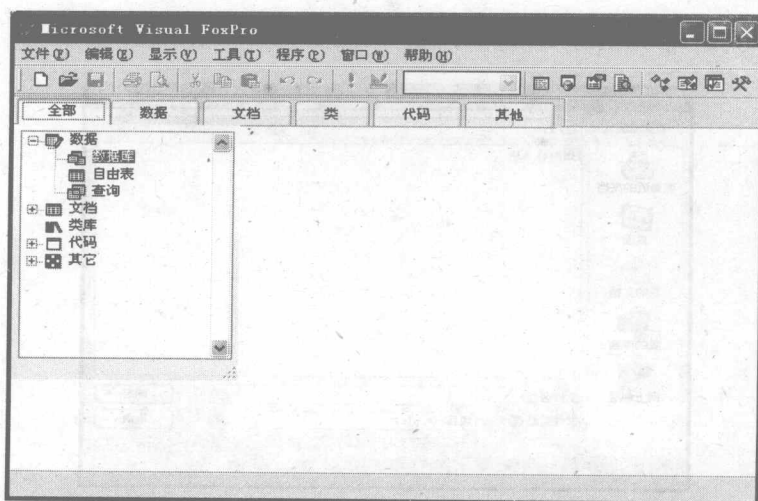 Microsoft Visual FoxPro
文件(F) 编辑(E) 显示(V) 工具(T) 程序(P) 窗口(W) 帮助(H)
全部 数据 文档 类 代码 其他
数据
数据库
自由表
查询
文档
类库
代码
其它